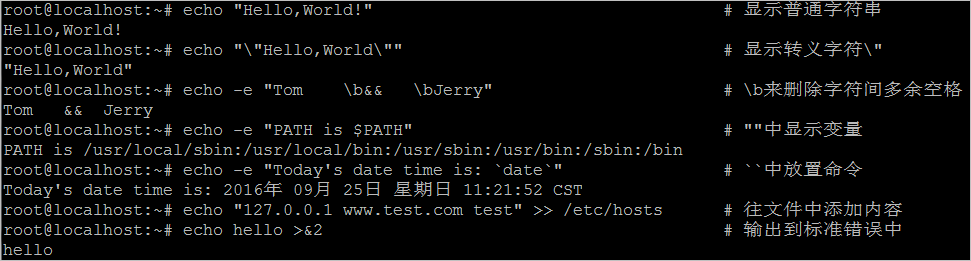 root@localhost:~# echo "Hello,World!" # 显示普通字符串
Hello,World!
root@localhost:~# echo "\"Hello,World\"" # 显示转义字符\"
"Hello,World"
root@localhost:~# echo -e "Tom    \b&&   \bJerry" # \b来删除字符间多余空格
Tom   &&  Jerry
root@localhost:~# echo -e "PATH is $PATH" # ""中显示变量
PATH is /usr/local/sbin:/usr/local/bin:/usr/sbin:/usr/bin:/sbin:/bin
root@localhost:~# echo -e "Today's date time is: `date`" # ``中放置命令
Today's date time is: 2016年 09月 25日 星期日 11:21:52 CST
root@localhost:~# echo "127.0.0.1 www.test.com test" >> /etc/hosts # 往文件中添加内容
root@localhost:~# echo hello >&2 # 输出到标准错误中
hello